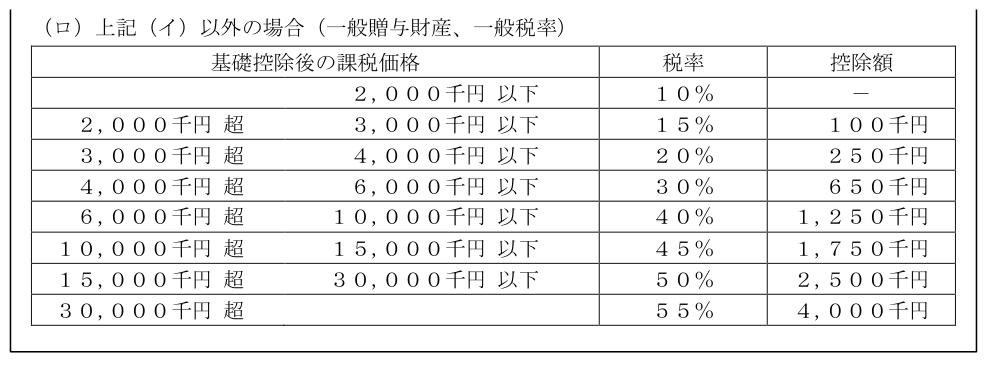 （ロ）上記（イ）以外の場合（一般贈与財産、一般税率）
基礎控除後の課税価格 税率 控除額
２,０００千円 以下 １０％ －
２,０００千円 超 ３,０００千円 以下 １５％ １００千円
３,０００千円 超 ４,０００千円 以下 ２０％ ２５０千円
４,０００千円 超 ６,０００千円 以下 ３０％ ６５０千円
６,０００千円 超 １０,０００千円 以下 ４０％ １,２５０千円
１０,０００千円 超 １５,０００千円 以下 ４５％ １,７５０千円
１５,０００千円 超 ３０,０００千円 以下 ５０％ ２,５００千円
３０,０００千円 超 ５５％ ４,０００千円